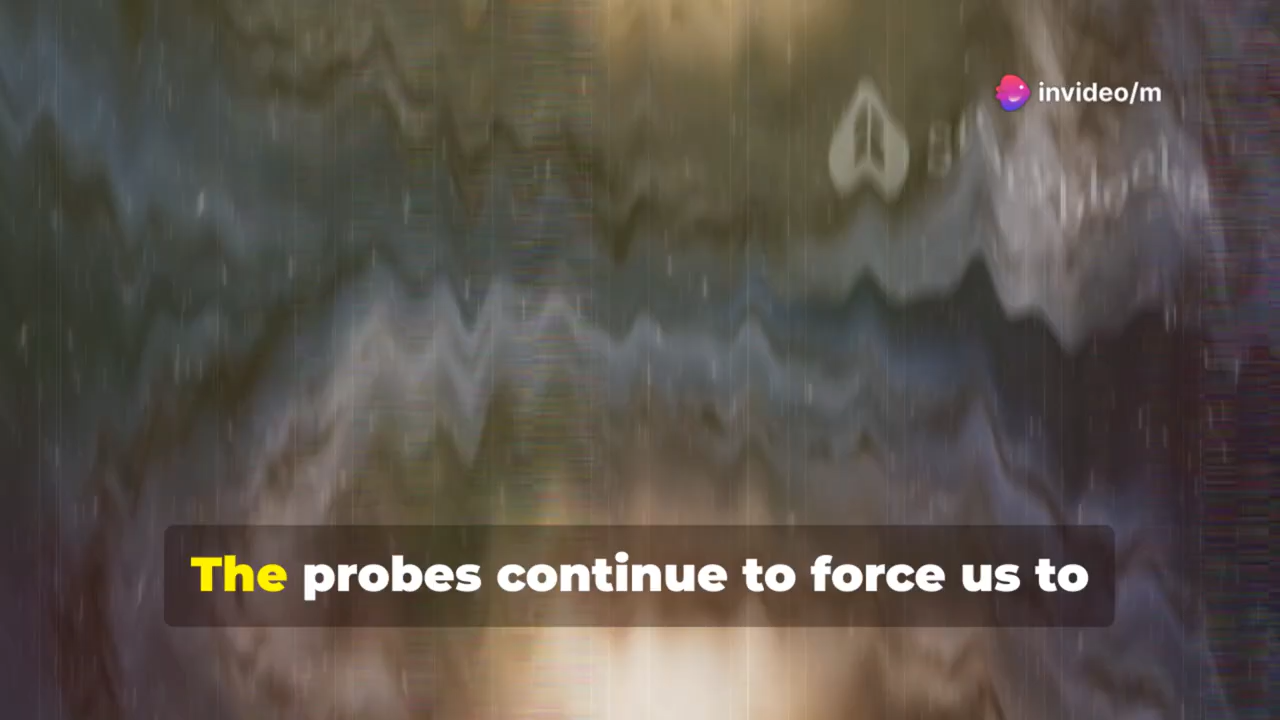 invideo/m
The probes continue to force us to